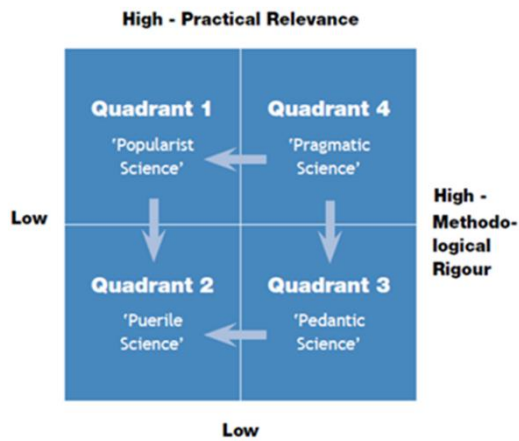 High - Practical Relevance
Quadrant 1
'Popularist
Science'
Quadrant 4
'Pragmatic
Science'
Low
High -
Methodo-
logical
Rigour
Quadrant 2
'Puerile
Science'
Quadrant 3
'Pedantic
Science'
Low